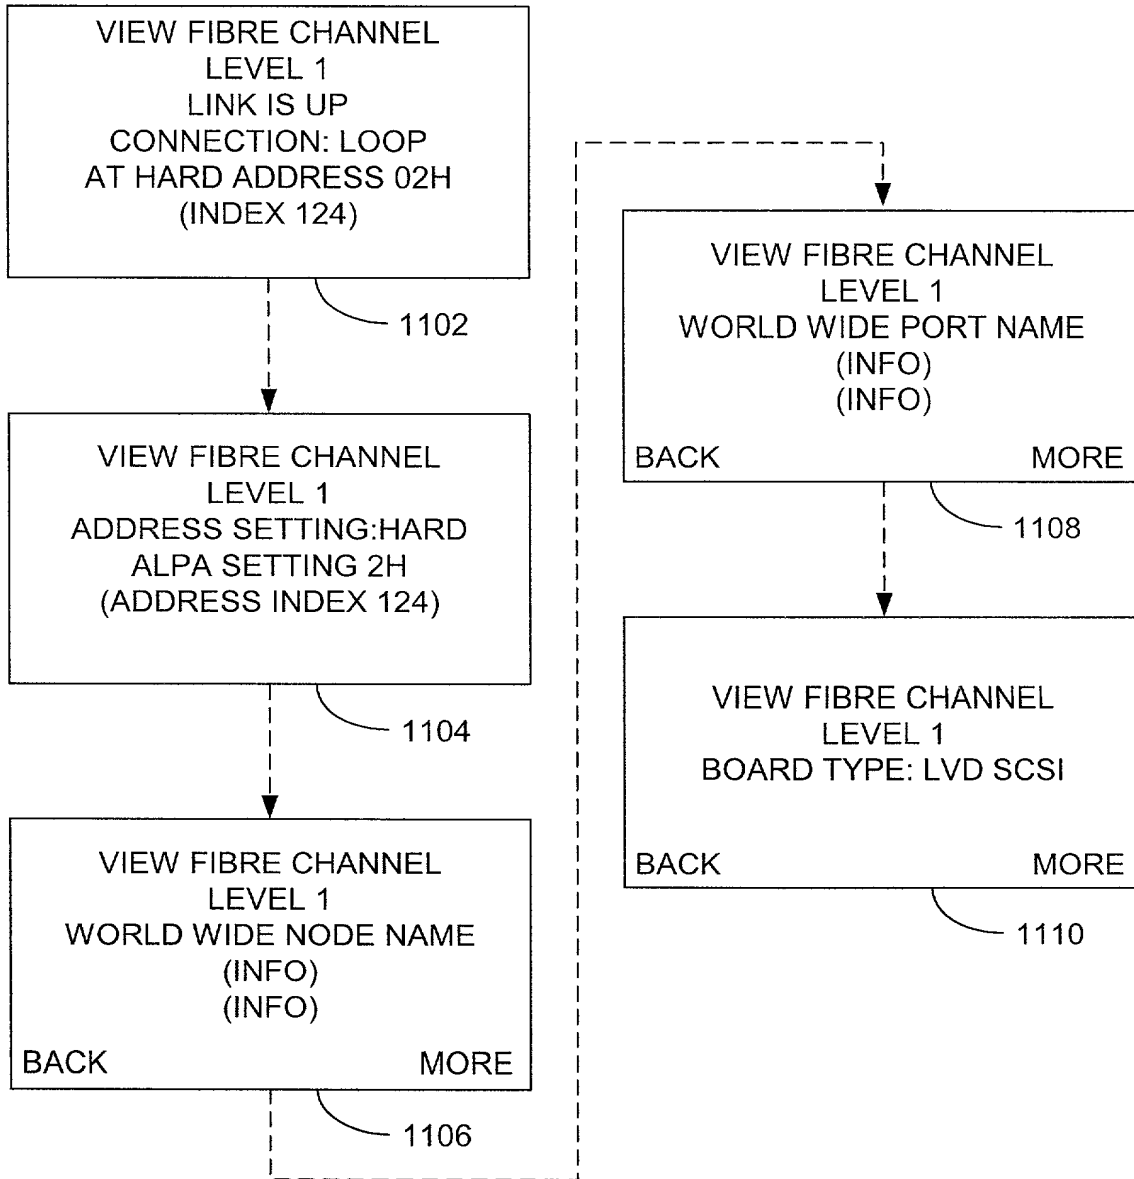 VIEW FIBRE CHANNEL
LEVEL 1
LINK IS UP
CONNECTION: LOOP
AT HARD ADDRESS 02H
(INDEX 124)
1102
VIEW FIBRE CHANNEL
LEVEL 1
ADDRESS SETTING:HARD
ALPA SETTING 2H
(ADDRESS INDEX 124)
1104
VIEW FIBRE CHANNEL
LEVEL 1
WORLD WIDE NODE NAME
(INFO)
(INFO)
BACK MORE
1106
VIEW FIBRE CHANNEL
LEVEL 1
WORLD WIDE PORT NAME
(INFO)
(INFO)
BACK MORE
1108
VIEW FIBRE CHANNEL
LEVEL 1
BOARD TYPE: LVD SCSI
BACK MORE
1110